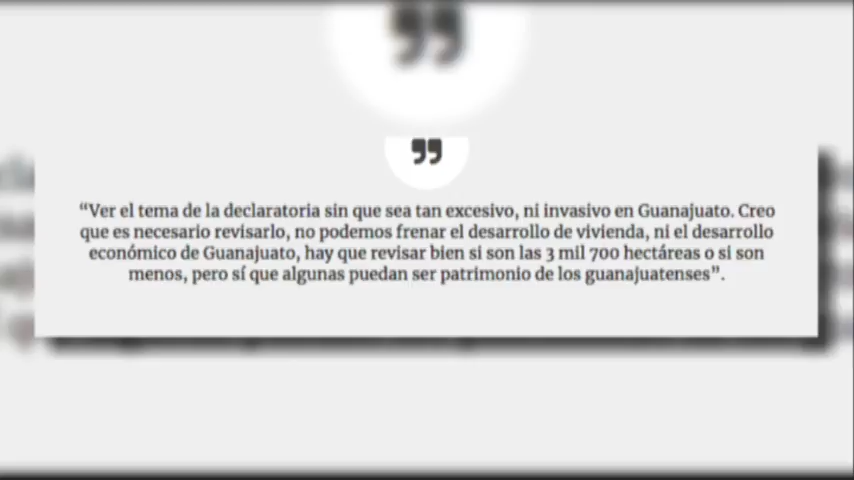 ”
“Ver el tema de la declaratoria sin que sea tan excesivo, ni invasivo en Guanajuato. Creo
que es necesario revisarlo, no podemos frenar el desarrollo de vivienda, ni el desarrollo
económico de Guanajuato, hay que revisar bien si son las 3 mil 700 hectáreas o si son
menos, pero sí que algunas puedan ser patrimonio de los guanajuatenses”.